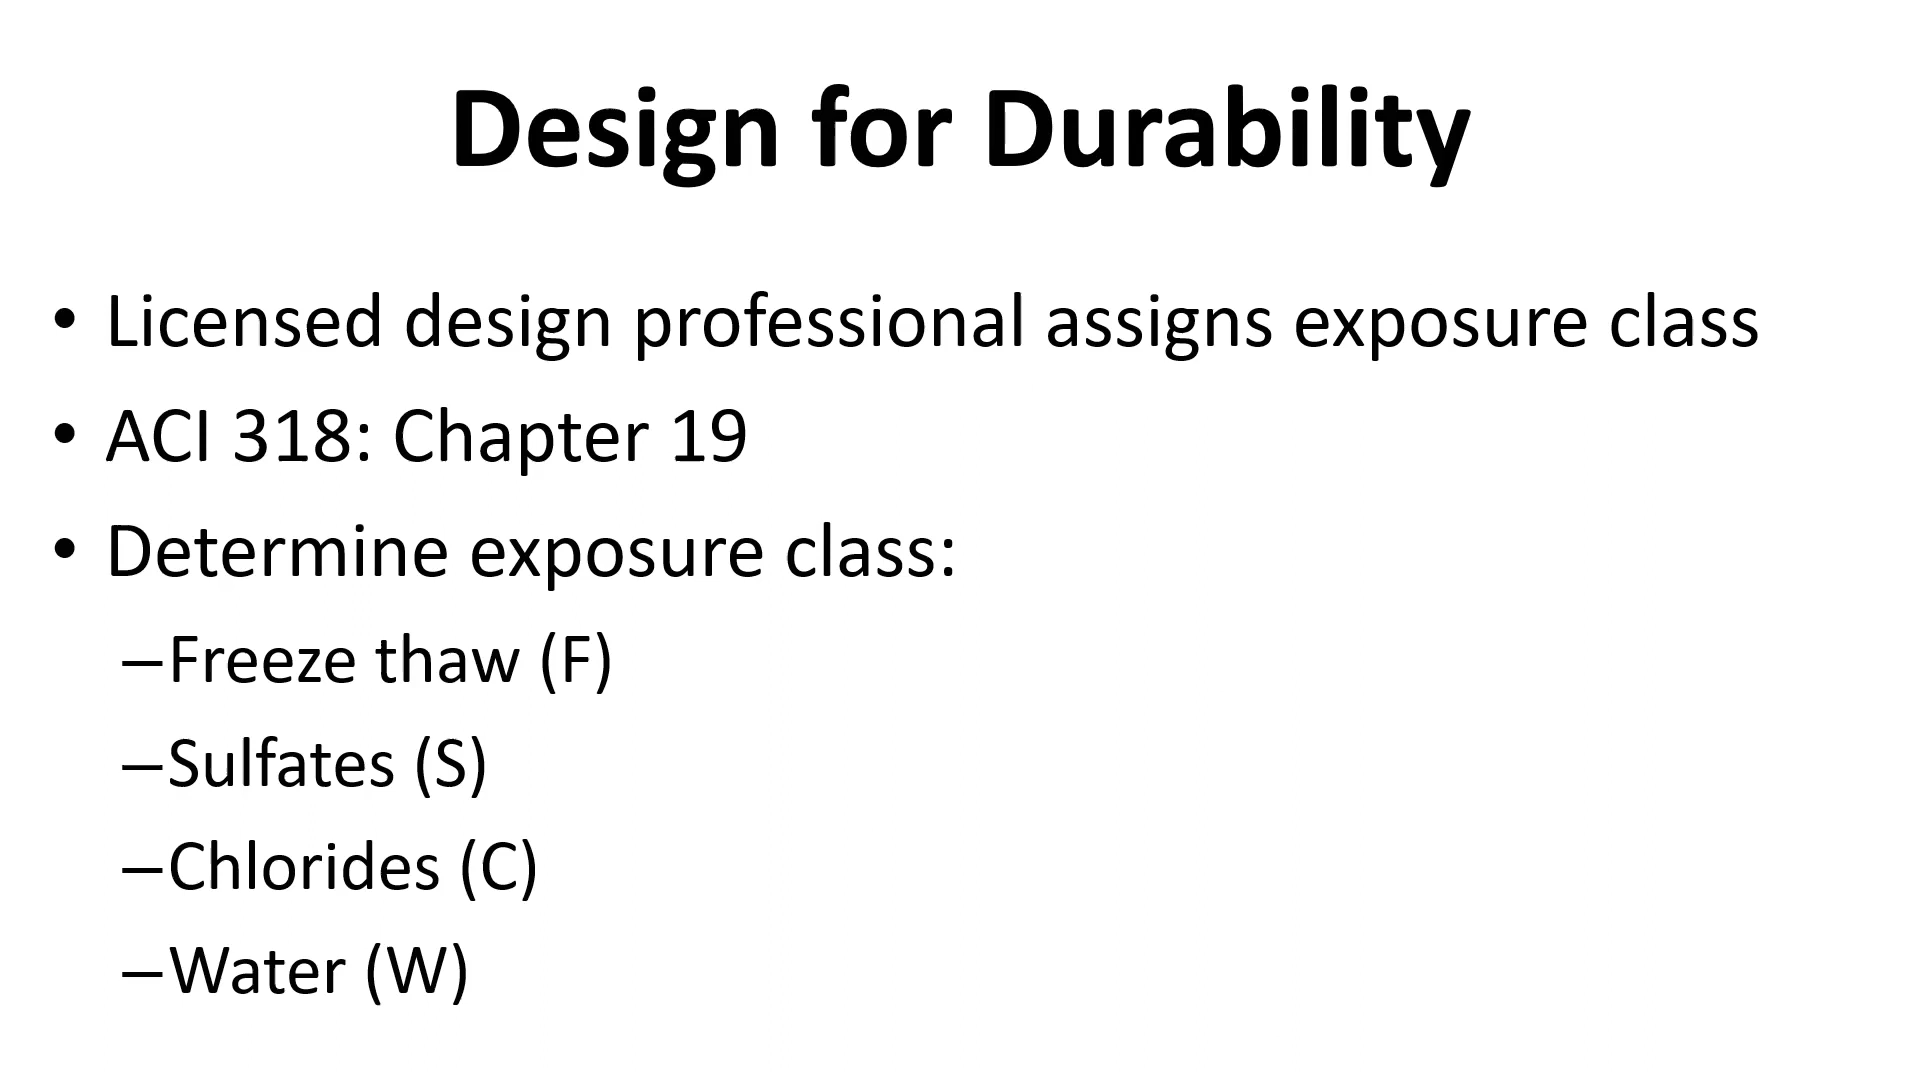 Design for Durability
• Licensed design professional assigns exposure class
• ACI 318: Chapter 19
• Determine exposure class:
–Freeze thaw (F)
–Sulfates (S)
–Chlorides (C)
–Water (W)